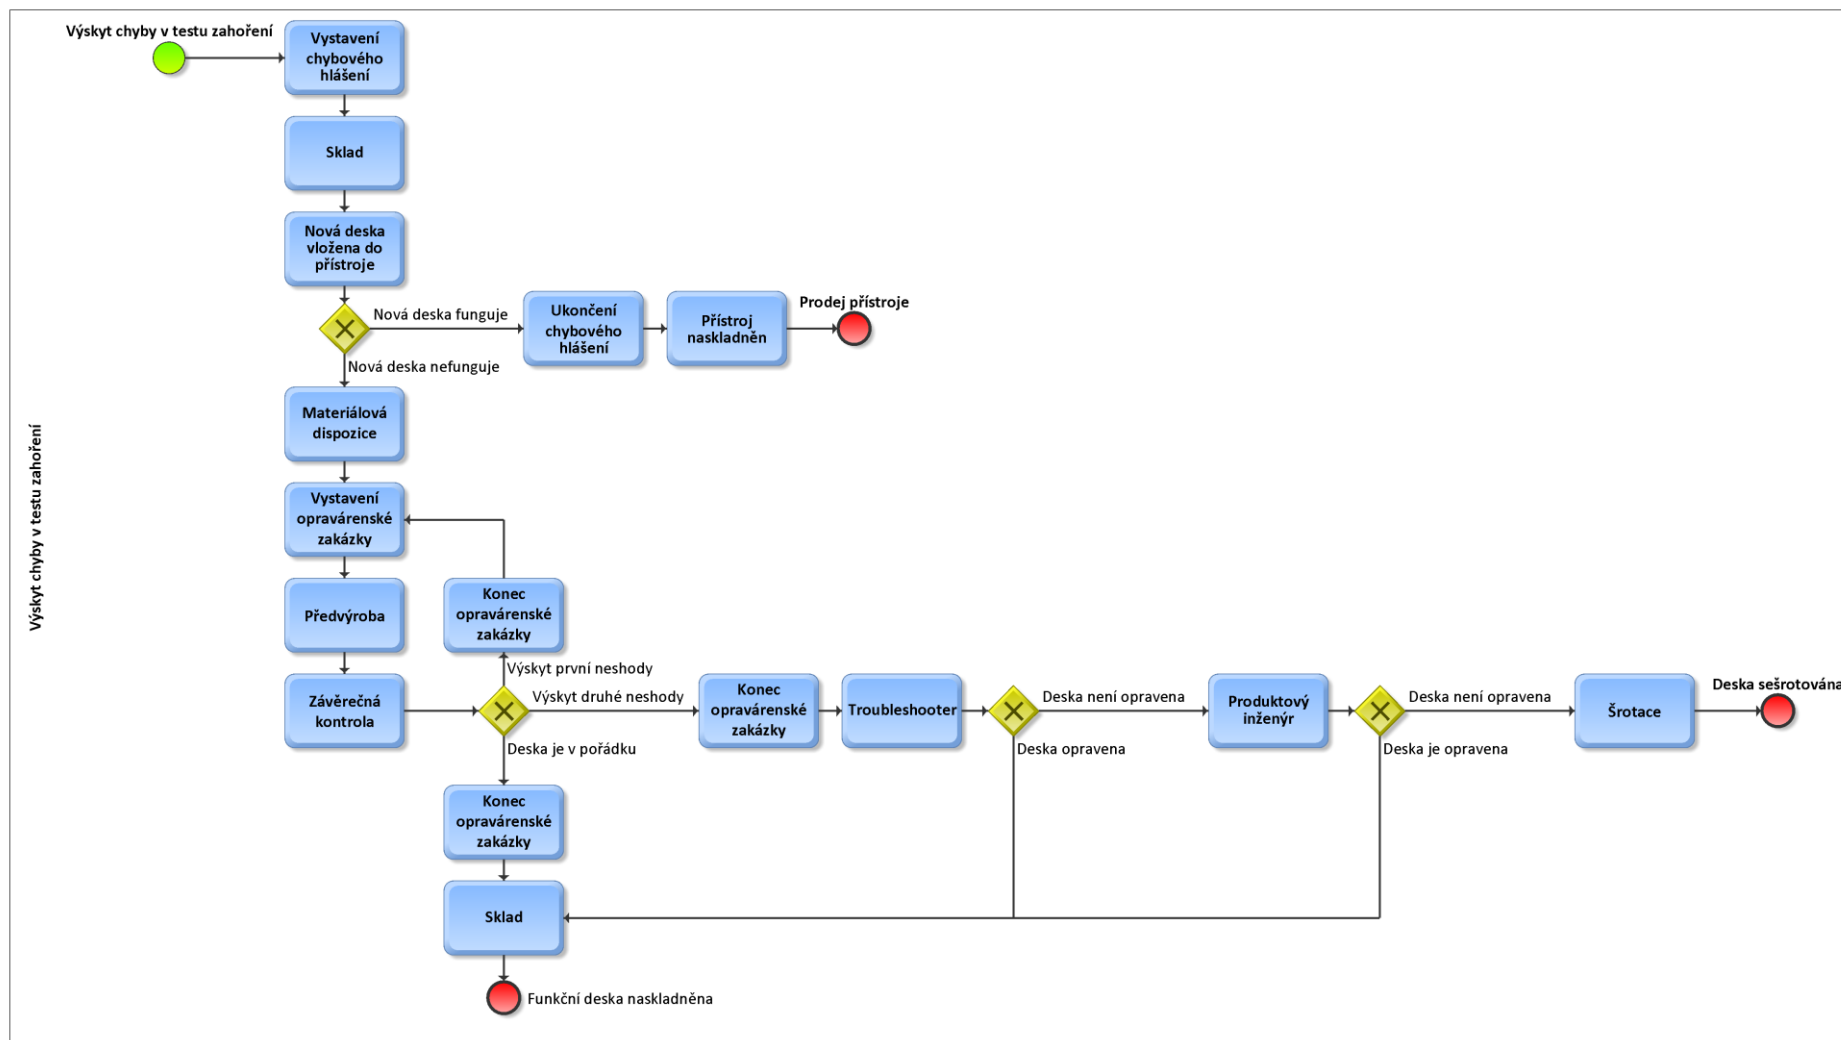 Výskyt chyby v testu zahoření
Výskyt chyby v testu zahoření
Vystavení
chybového
hlášení
Sklad
Nová deska
vložena do
přístroje
Nová deska funguje
Ukončení
chybového
hlášení
Přístroj
naskladněn
Prodej přístroje
Nová deska nefunguje
Materiálová
dispozice
Vystavení
opravárenské
zakázky
Předvýroba
Konec
opravárenské
zakázky
Výskyt první neshody
Závěrečná
kontrola
Výskyt druhé neshody
Konec
opravárenské
zakázky
Troubleshooter
Deska není opravena
Deska opravena
Produktový
inženýr
Deska není opravena
Deska je opravena
Šrotace
Deska sešrotována
Deska je v pořádku
Konec
opravárenské
zakázky
Sklad
Funkční deska naskladněna